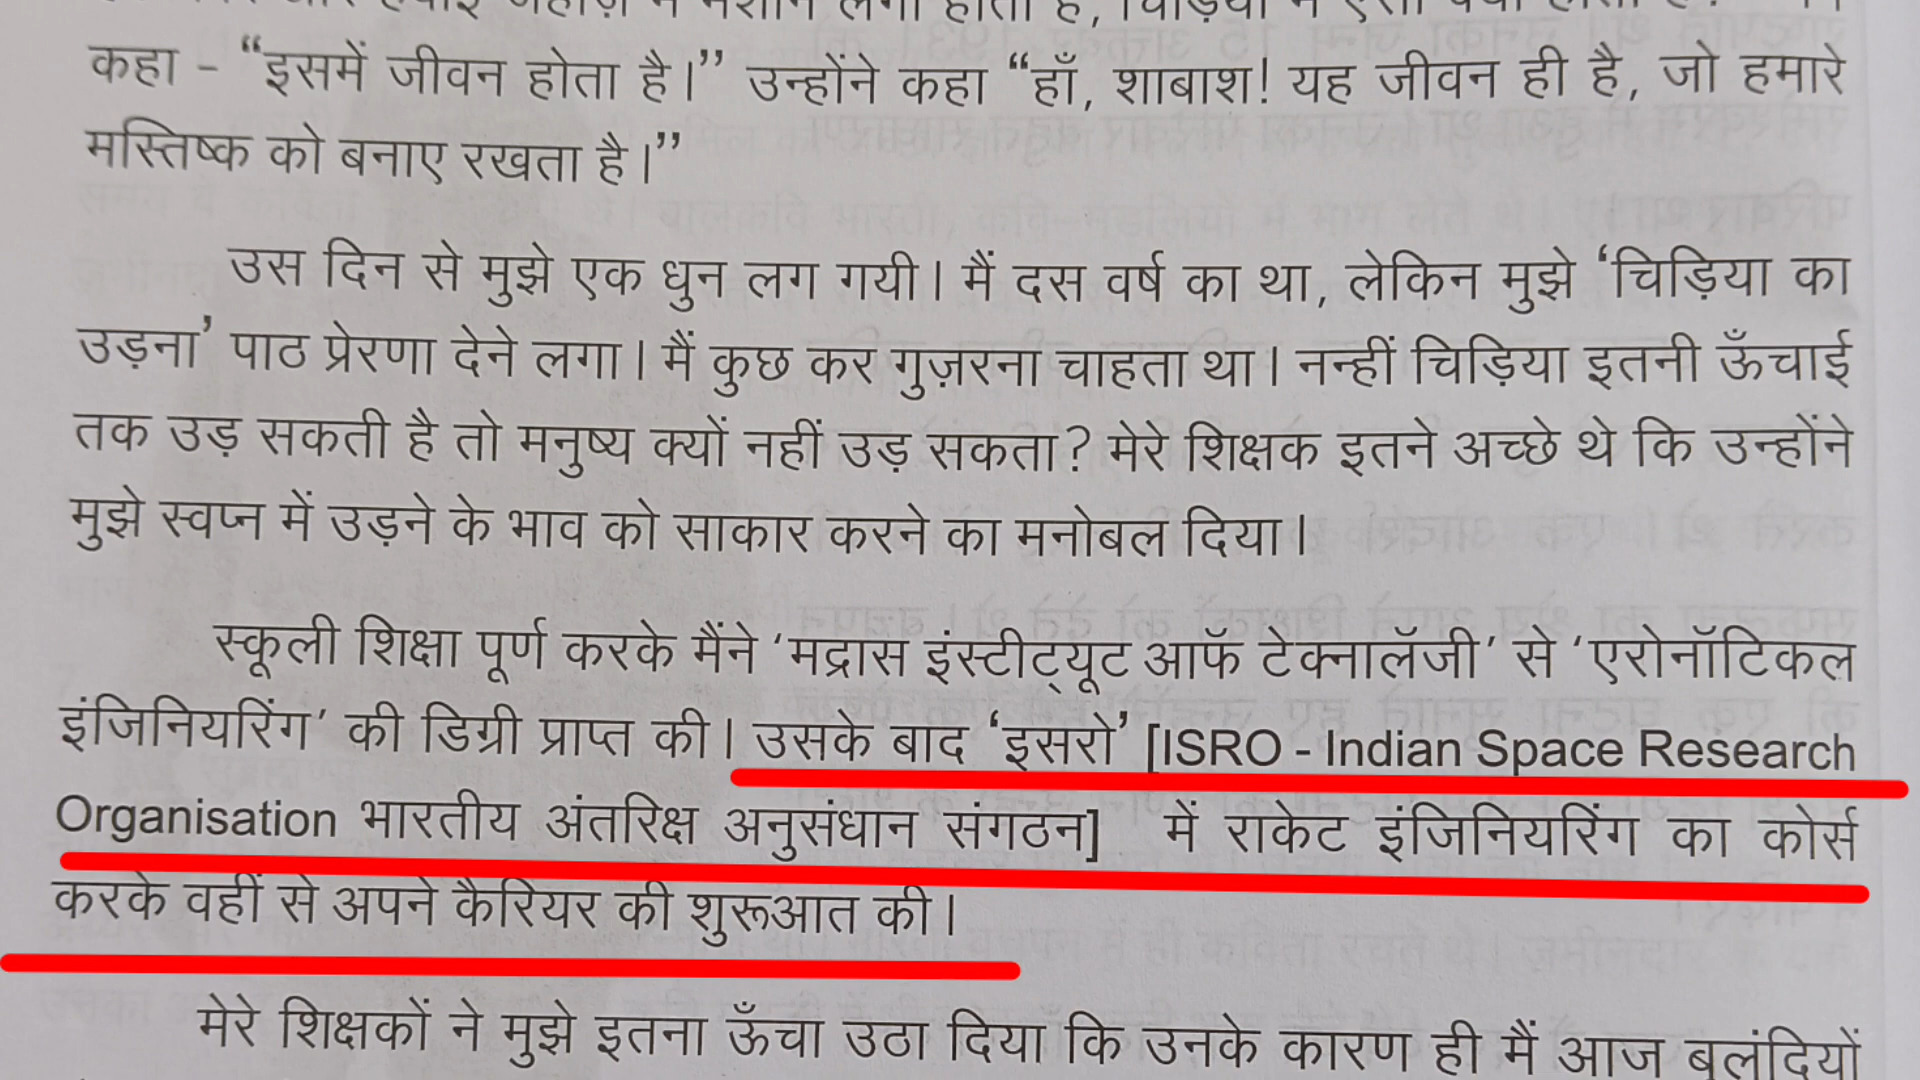 कहा - “इसमें जीवन होता है।” उन्होंने कहा “हाँ, शाबाश! यह जीवन ही है, जो हमारे
मस्तिष्क को बनाए रखता है।”
उस दिन से मुझे एक धुन लग गयी। मैं दस वर्ष का था, लेकिन मुझे ‘चिड़िया का
उड़ना’ पाठ प्रेरणा देने लगा। मैं कुछ कर गुज़रना चाहता था। नन्हीं चिड़िया इतनी ऊँचाई
तक उड़ सकती है तो मनुष्य क्यों नहीं उड़ सकता? मेरे शिक्षक इतने अच्छे थे कि उन्होंने
मुझे स्वप्न में उड़ने के भाव को साकार करने का मनोबल दिया।
स्कूली शिक्षा पूर्ण करके मैंने ‘मद्रास इंस्टीट्यूट ऑफ टेक्नालॅजी’ से ‘एरोनॉटिकल
इंजिनियरिंग’ की डिग्री प्राप्त की। उसके बाद ‘इसरो’ [ISRO - Indian Space Research
Organisation भारतीय अंतरिक्ष अनुसंधान संगठन] में राकेट इंजिनियरिंग का कोर्स
करके वहीं से अपने कैरियर की शुरूआत की।
मेरे शिक्षकों ने मुझे इतना ऊँचा उठा दिया कि उनके कारण ही मैं आज बुलंदियों